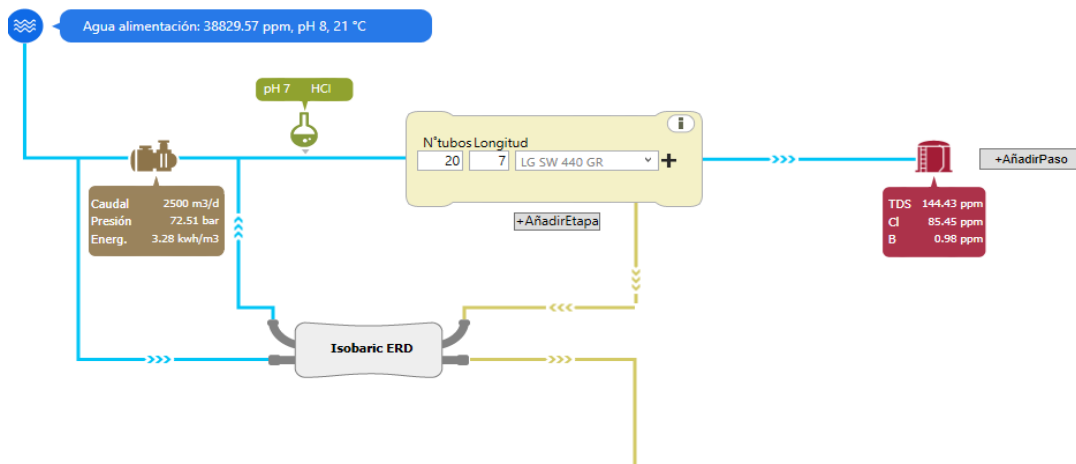 Agua alimentación: 38829.57 ppm, pH 8, 21 °C
pH 7 HCl
N°tubos Longitud
20 7 LG SW 440 GR +
+AñadirEtapa
+AñadirPaso
Caudal 2500 m3/d
Presión 72.51 bar
Energ. 3.28 kwh/m3
TDS 144.43 ppm
Cl 85.45 ppm
B 0.98 ppm
Isobaric ERD